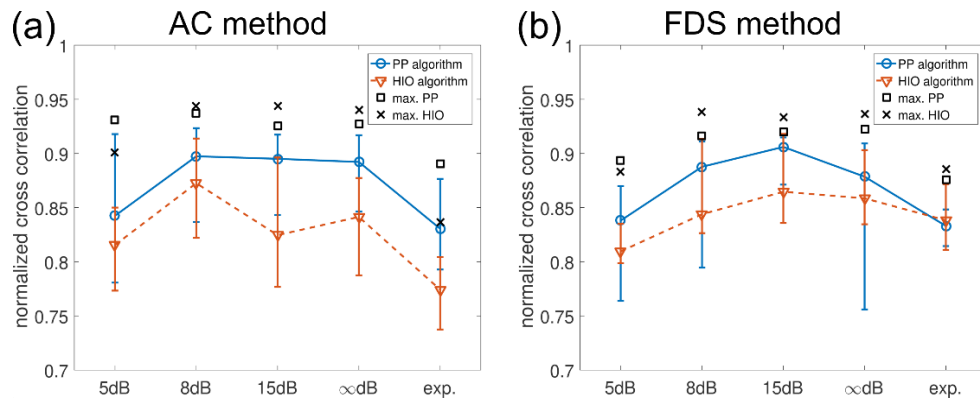 (a)
AC method
normalized cross correlation
1
0.95
0.9
0.85
0.8
0.75
0.7
PP algorithm
HIO algorithm
max. PP
max. HIO
5dB
8dB
15dB
∞dB
exp.
(b)
FDS method
normalized cross correlation
1
0.95
0.9
0.85
0.8
0.75
0.7
PP algorithm
HIO algorithm
max. PP
max. HIO
5dB
8dB
15dB
∞dB
exp.